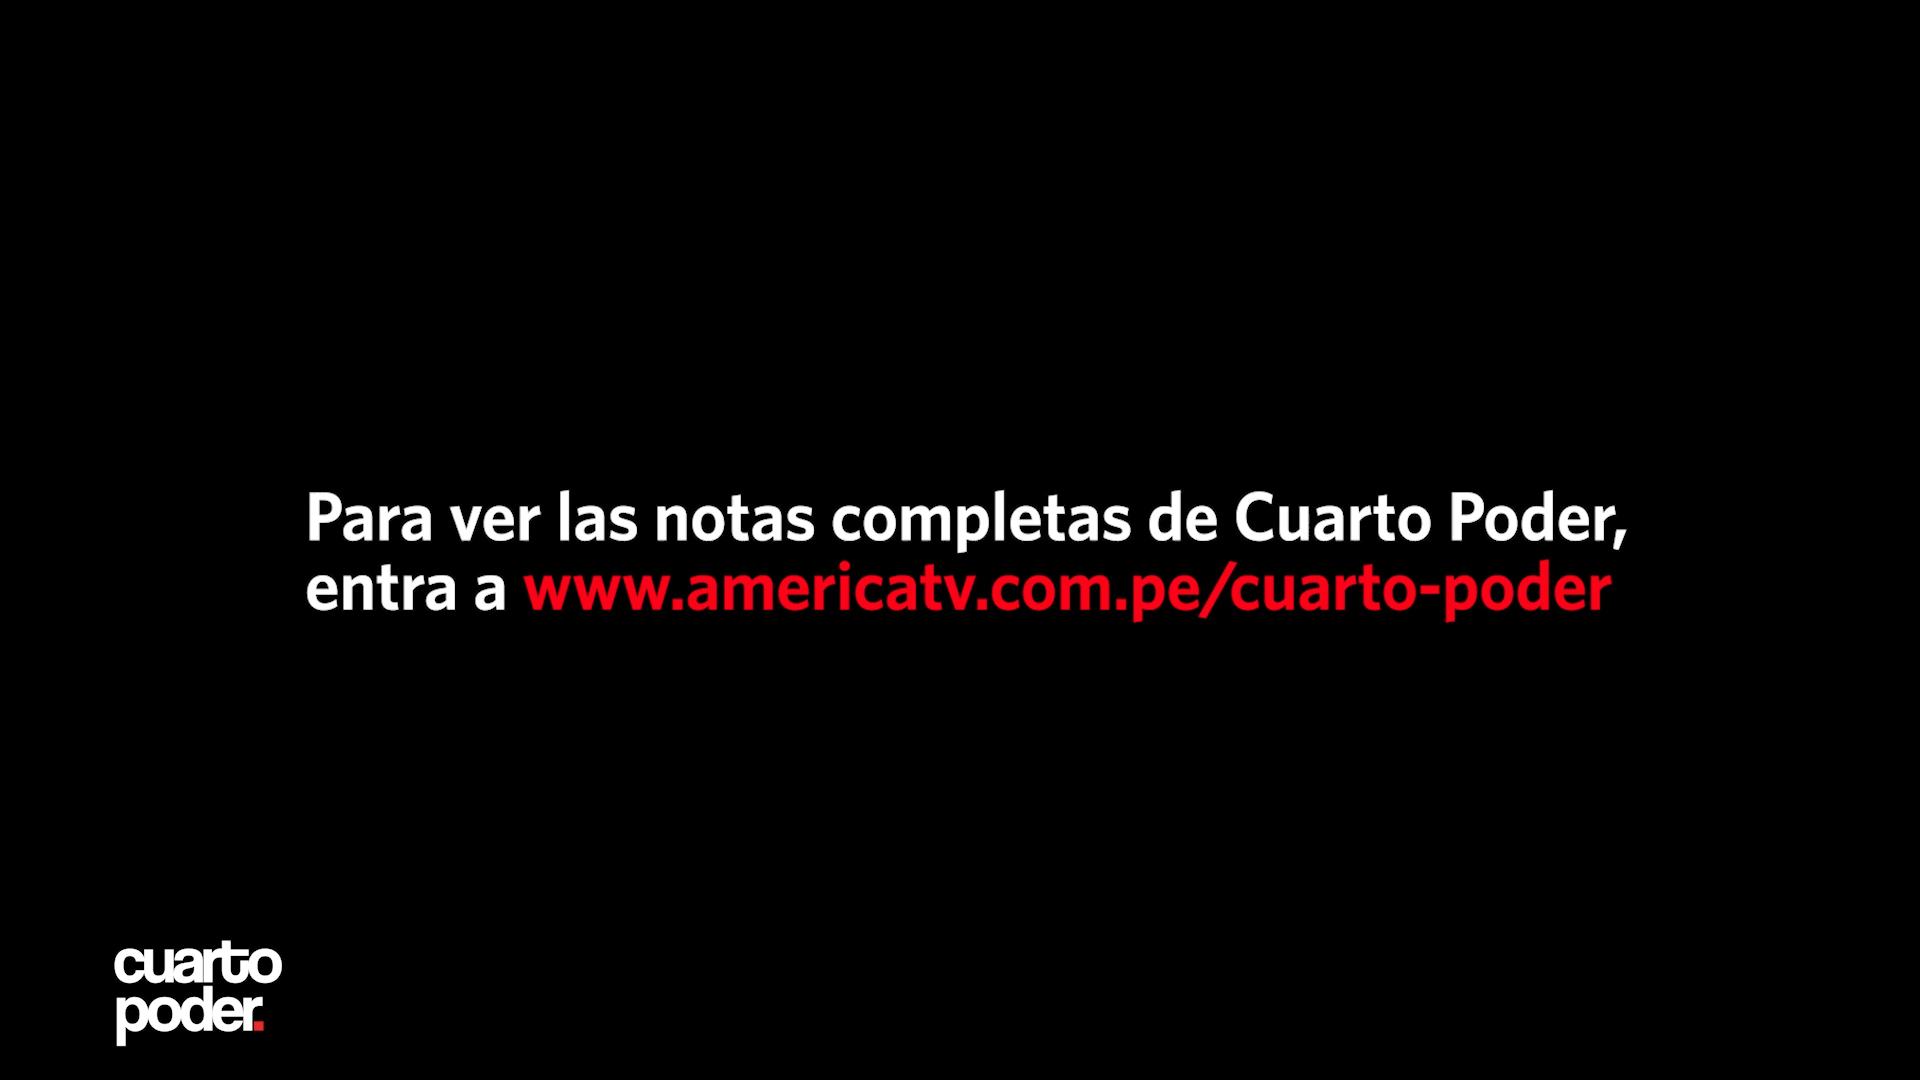 Para ver las notas completas de Cuarto Poder,
entra a www.americatv.com.pe/cuarto-poder
cuarto
poder.